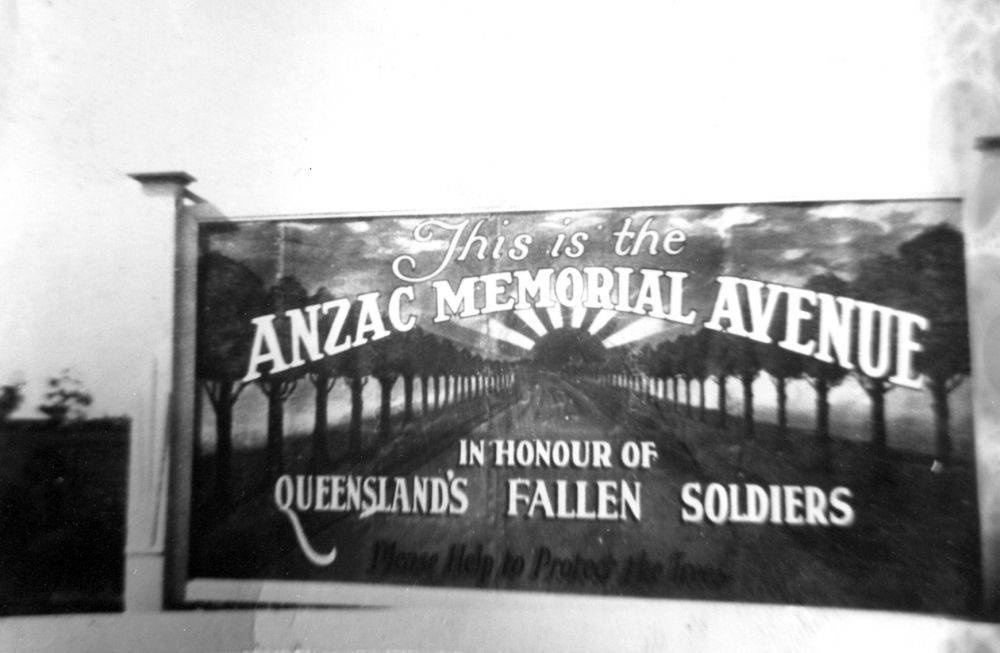 This is the
ANZAC MEMORIAL AVENUE
IN HONOUR OF
QUEENSLAND'S FALLEN SOLDIERS
Please Help to Protect the Trees